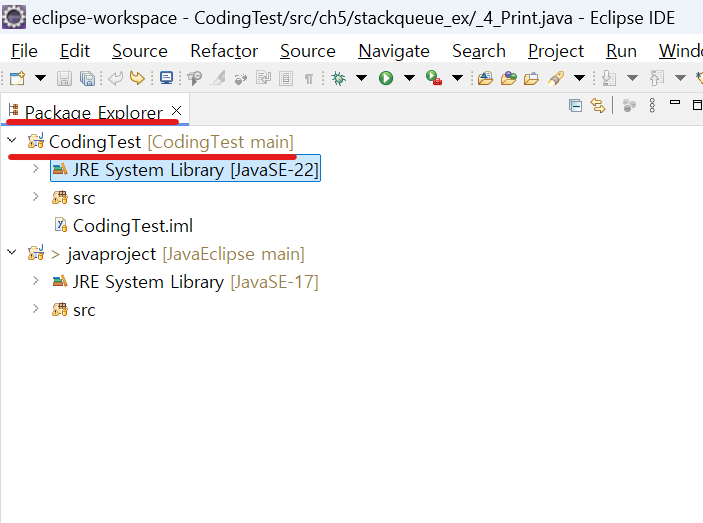 eclipse-workspace - CodingTest/src/ch5/stackqueue_ex/_4_Print.java - Eclipse IDE
File Edit Source Refactor Source Navigate Search Project Run Windo
Package Explorer
CodingTest [CodingTest main]
JRE System Library [JavaSE-22]
src
CodingTest.iml
> javaproject [JavaEclipse main]
JRE System Library [JavaSE-17]
src